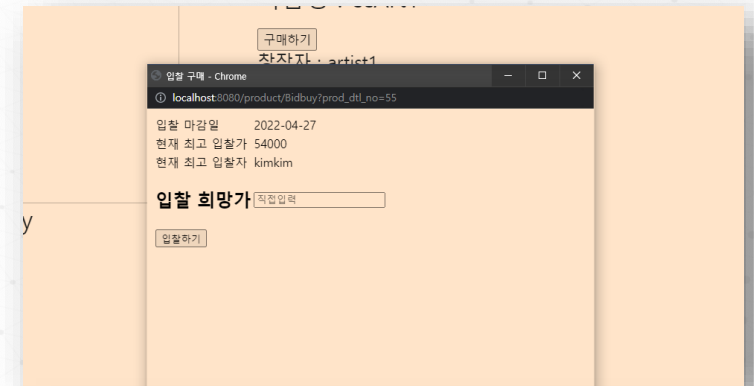 구매하기
창작자 : artist1
입찰 구매 - Chrome
localhost:8080/product/Bidbuy?prod_dtl_no=55
입찰 마감일 2022-04-27
현재 최고 입찰가 54000
현재 최고 입찰자 kimkim
입찰 희망가 직접입력
y
입찰하기